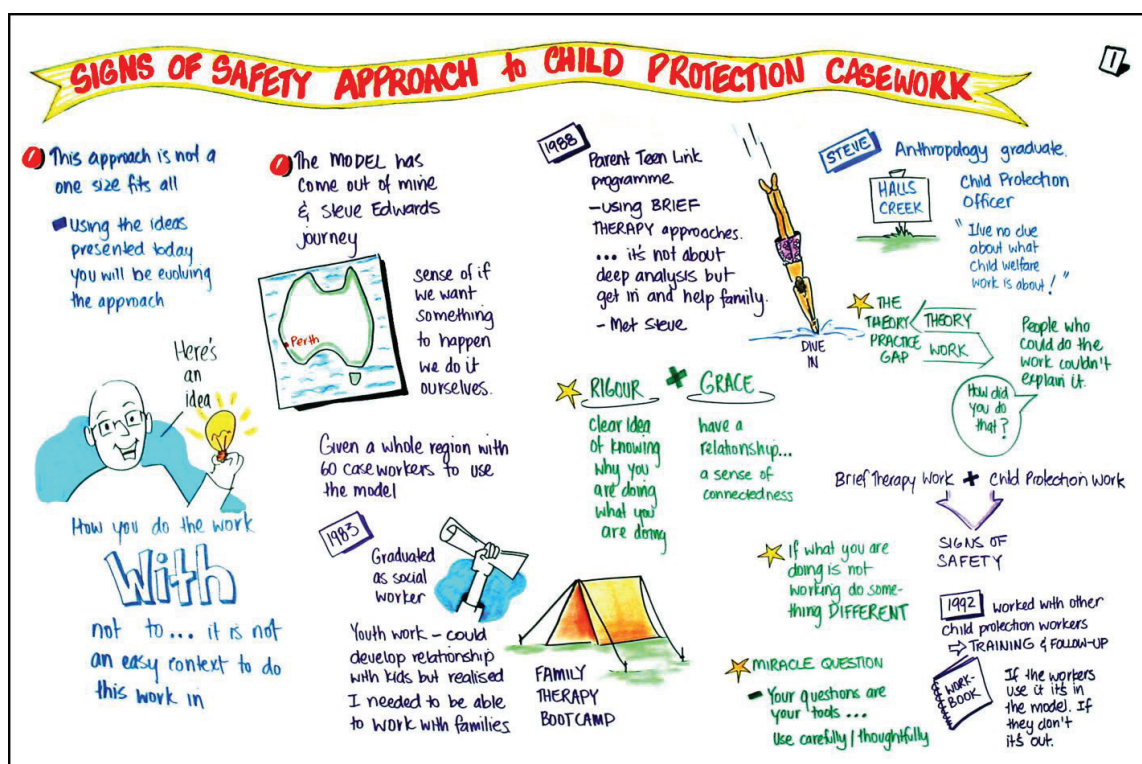 SIGNS OF SAFETY APPROACH to CHILD PROTECTION CASEWORK
1
This approach is not a
one size fits all
Using the ideas
presented today
you will be evolving
the approach
Here's
an
idea
How you do the work
With
not to... it is not
an easy context to do
this work in
The MODEL has
come out of mine
& Steve Edwards
journey
Perth
sense of if
we want
something
to happen
we do it
ourselves.
Given a whole region with
60 caseworkers to use
the model
1983
Graduated
as social
worker
Youth work – could
develop relationship
with kids but realised
I needed to be able
to work with families
FAMILY
THERAPY
BOOTCAMP
1988
Parent Teen Link
programme
– using BRIEF
THERAPY approaches.
... it's not about
deep analysis but
get in and help family.
– Met Steve
DIVE
IN
RIGOUR + GRACE
clear idea
of knowing
why you
are doing
what you
are doing
have a
relationship...
a sense of
connectedness
STEVE
Anthropology graduate.
HALLS
CREEK
Child Protection
Officer
"I've no clue
about what
child welfare
work is about!"
THE
THEORY
PRACTICE
GAP
THEORY
WORK
People who
could do the
work couldn't
explain it.
How did
you do
that?
Brief Therapy Work + Child Protection Work
SIGNS OF
SAFETY
If what you are
doing is not
working do some-
thing DIFFERENT
MIRACLE QUESTION
– Your questions are
your tools ...
Use carefully / thoughtfully
1992 worked with other
child protection workers
⇨ TRAINING & FOLLOW-UP
WORK-
BOOK
If the workers
use it it's in
the model. If
they don't
it's out.